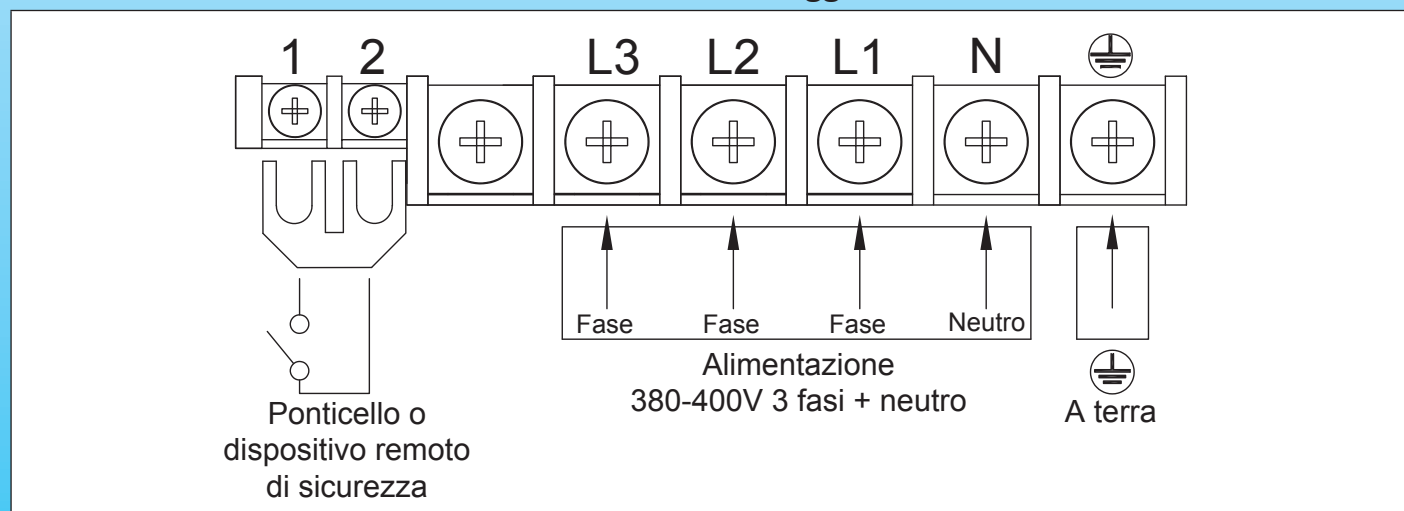 1 2 L3 L2 L1 N
Fase Fase Fase Neutro
Alimentazione
380-400V 3 fasi + neutro
A terra
Ponticello o
dispositivo remoto
di sicurezza